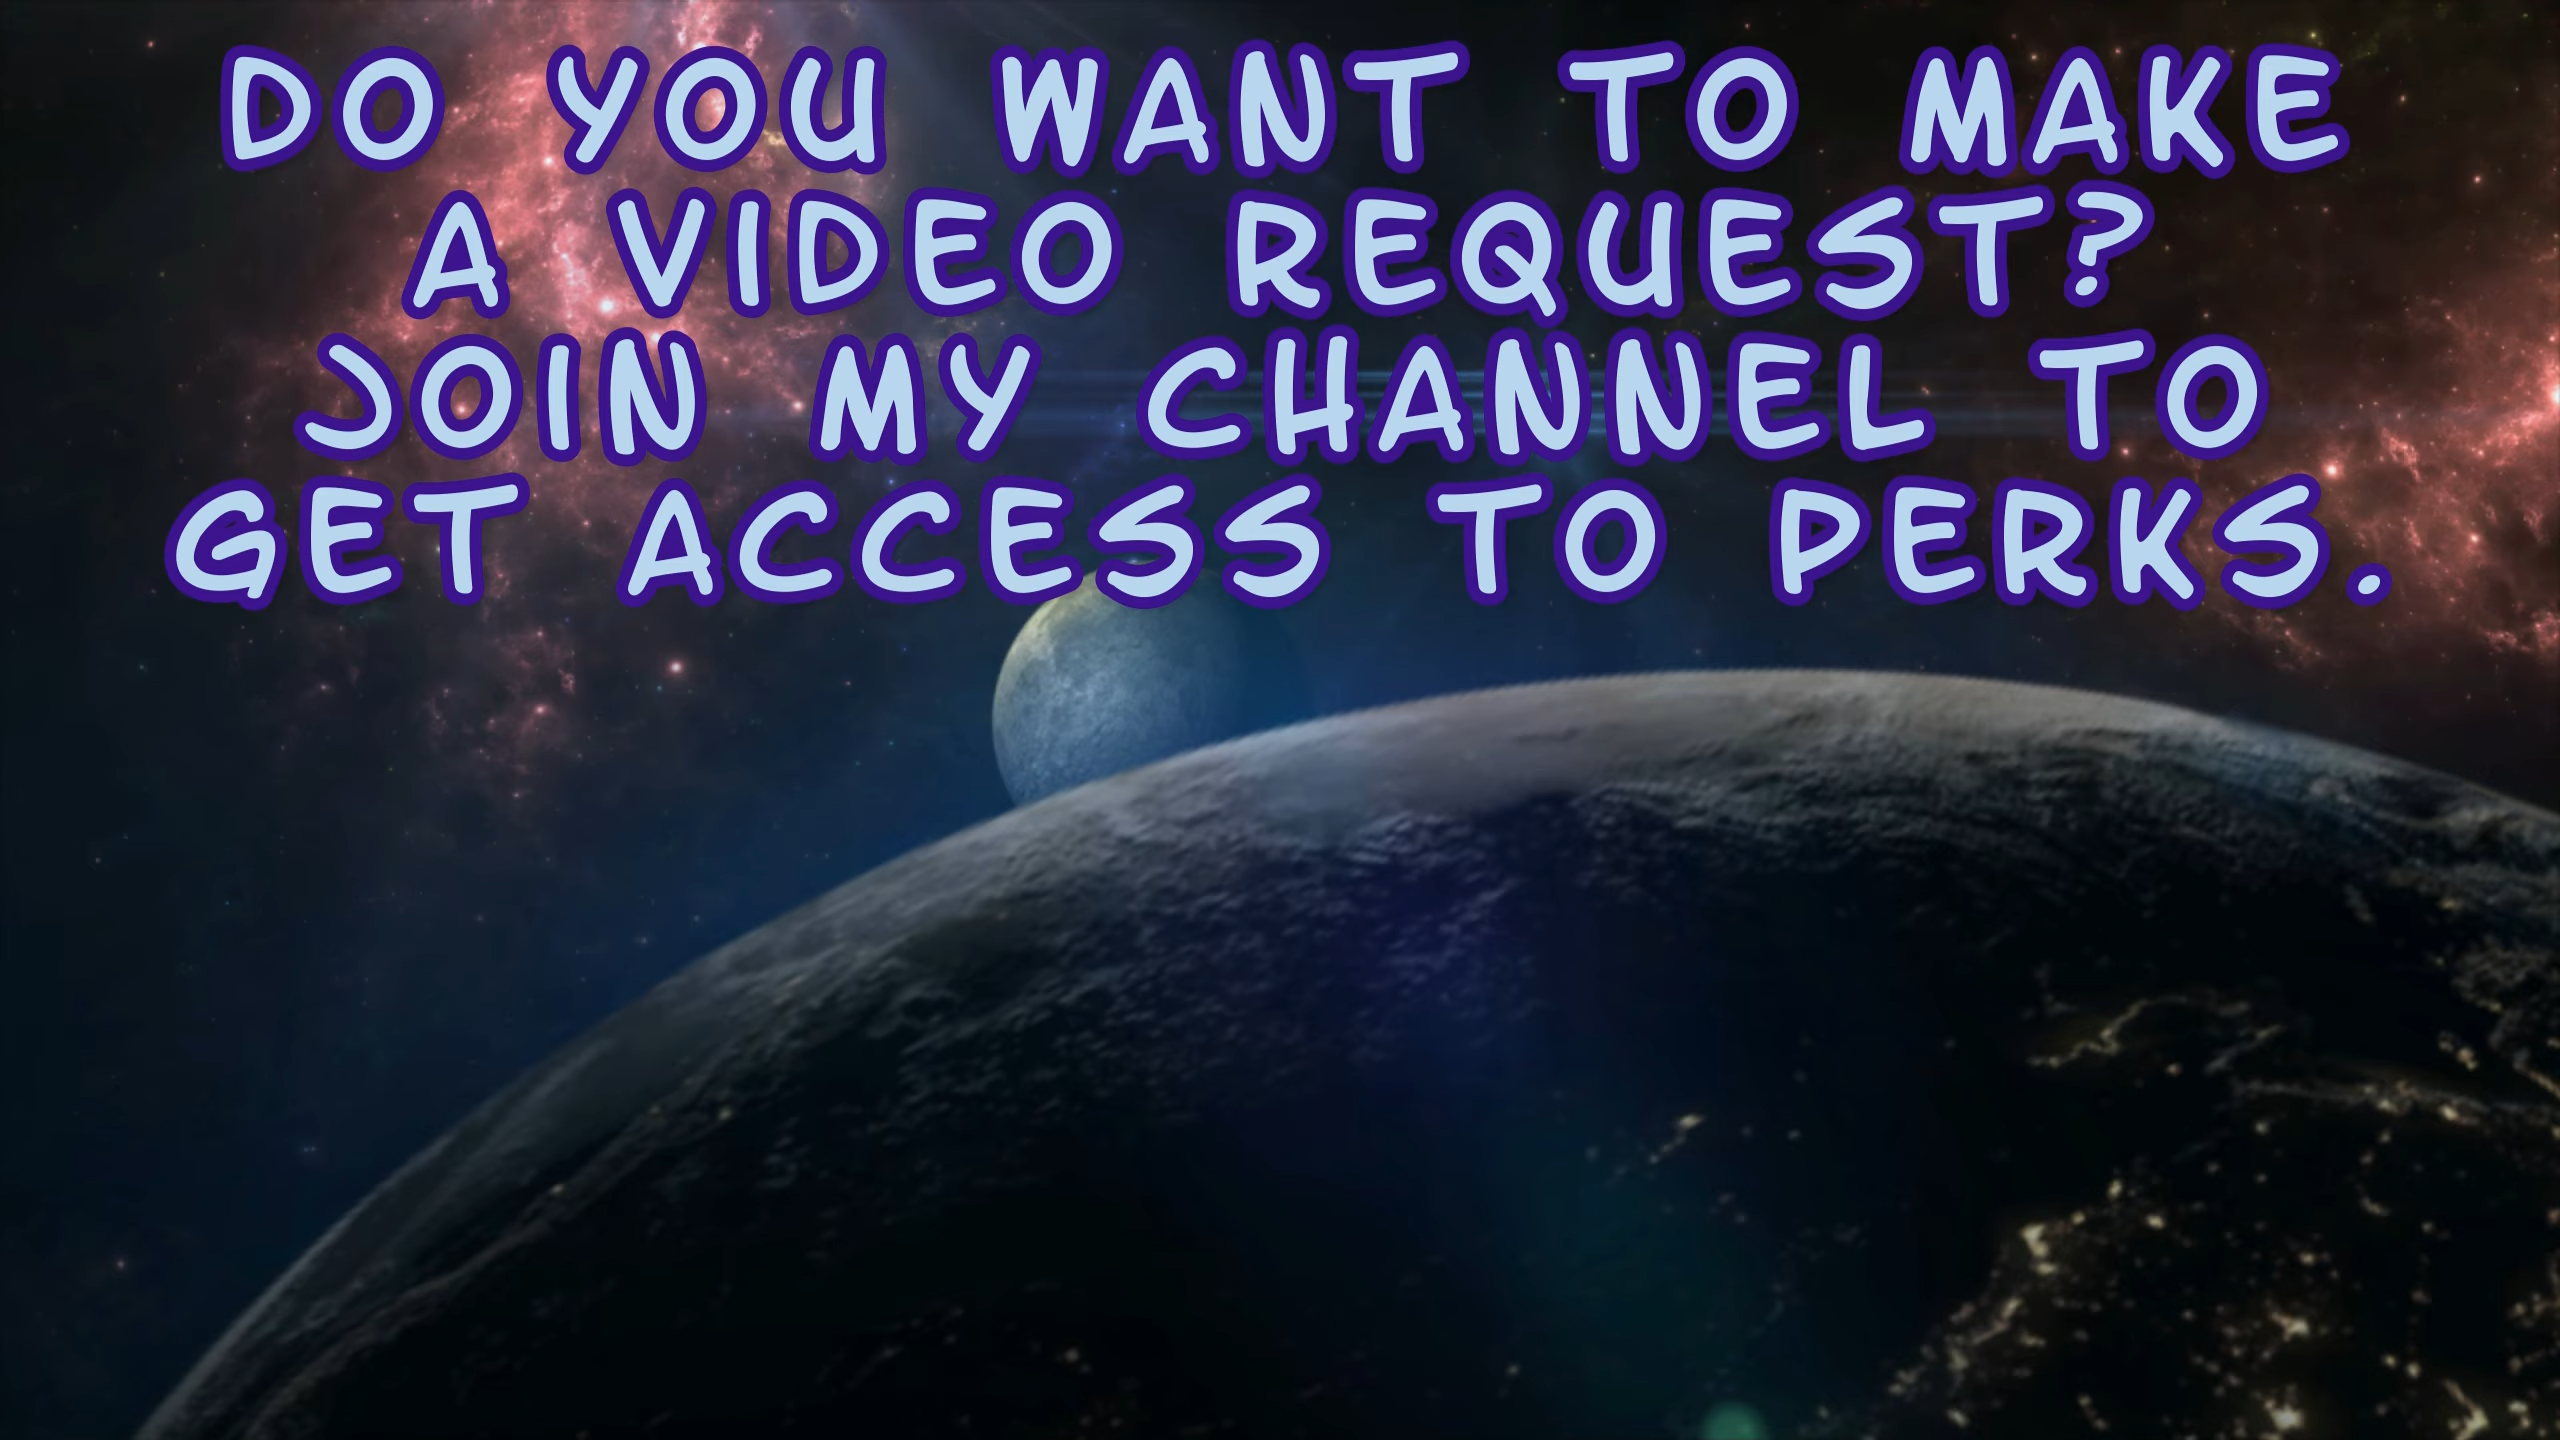 DO YOU WANT TO MAKE
A VIDEO REQUEST?
JOIN MY CHANNEL TO
GET ACCESS TO PERKS.